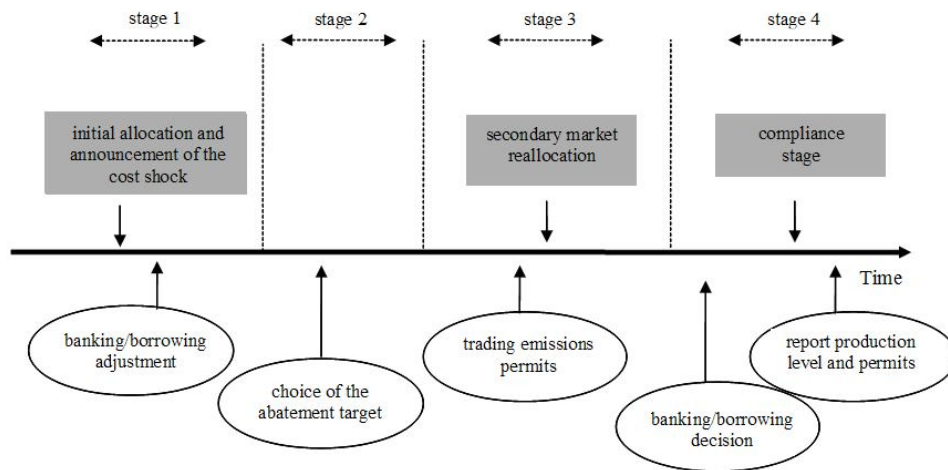 stage 1
stage 2
stage 3
stage 4
initial allocation and
announcement of the
cost shock
secondary market
reallocation
compliance
stage
Time
banking/borrowing
adjustment
choice of the
abatement target
trading emissions
permits
banking/borrowing
decision
report production
level and permits